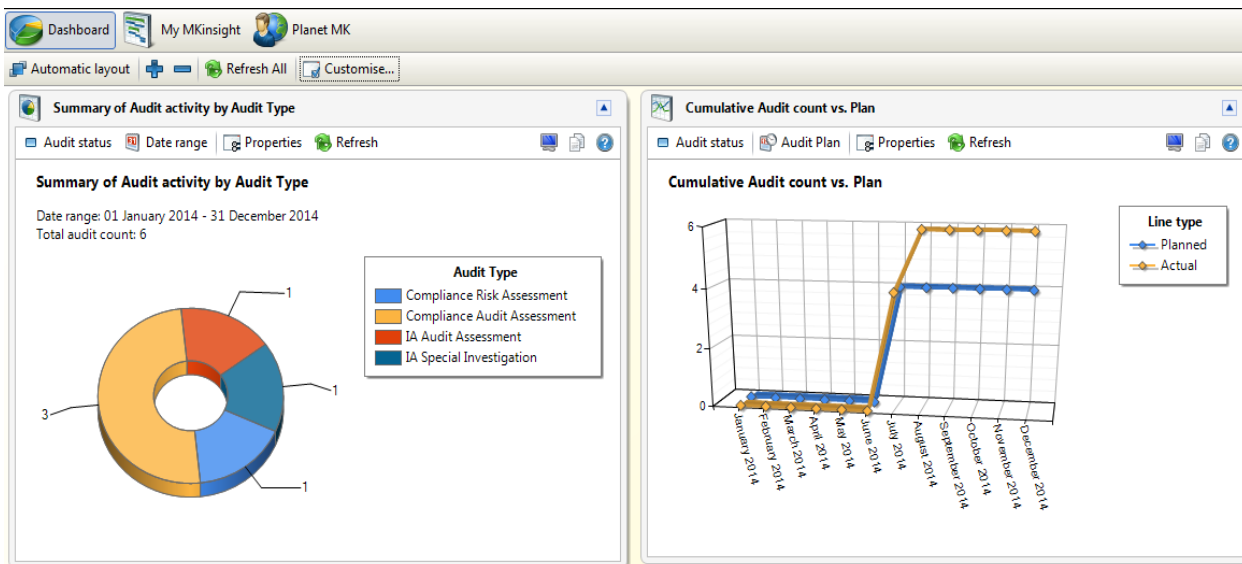 Dashboard My MKinsight Planet MK
Automatic layout Refresh All Customise...
Summary of Audit activity by Audit Type
Audit status Date range Properties Refresh
Summary of Audit activity by Audit Type
Date range: 01 January 2014 - 31 December 2014
Total audit count: 6
Audit Type
Compliance Risk Assessment
Compliance Audit Assessment
IA Audit Assessment
IA Special Investigation
1
1
3
1
Cumulative Audit count vs. Plan
Audit status Audit Plan Properties Refresh
Cumulative Audit count vs. Plan
Line type
Planned
Actual
6
4
2
0
January 2014
February 2014
March 2014
April 2014
May 2014
June 2014
July 2014
August 2014
September 2014
October 2014
November 2014
December 2014